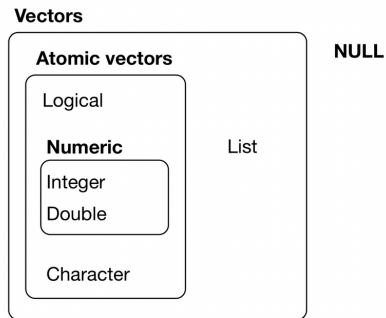 Vectors
NULL
Atomic vectors
Logical
Numeric
List
Integer
Double
Character